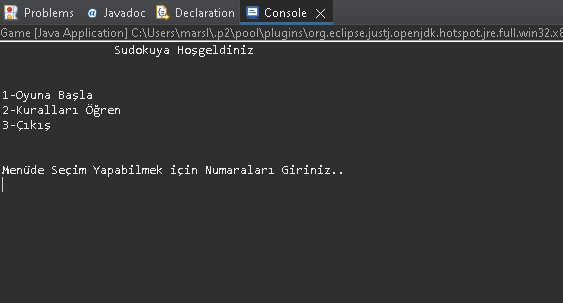 Problems @ Javadoc Declaration Console
Game [Java Application] C:\Users\marsl\.p2\pool\plugins\org.eclipse.justj.openjdk.hotspot.jre.full.win32.x8
Sudokuya Hoşgeldiniz
1-Oyuna Başla
2-Kuralları Öğren
3-Çıkış
Menüde Seçim Yapabilmek için Numaraları Giriniz..